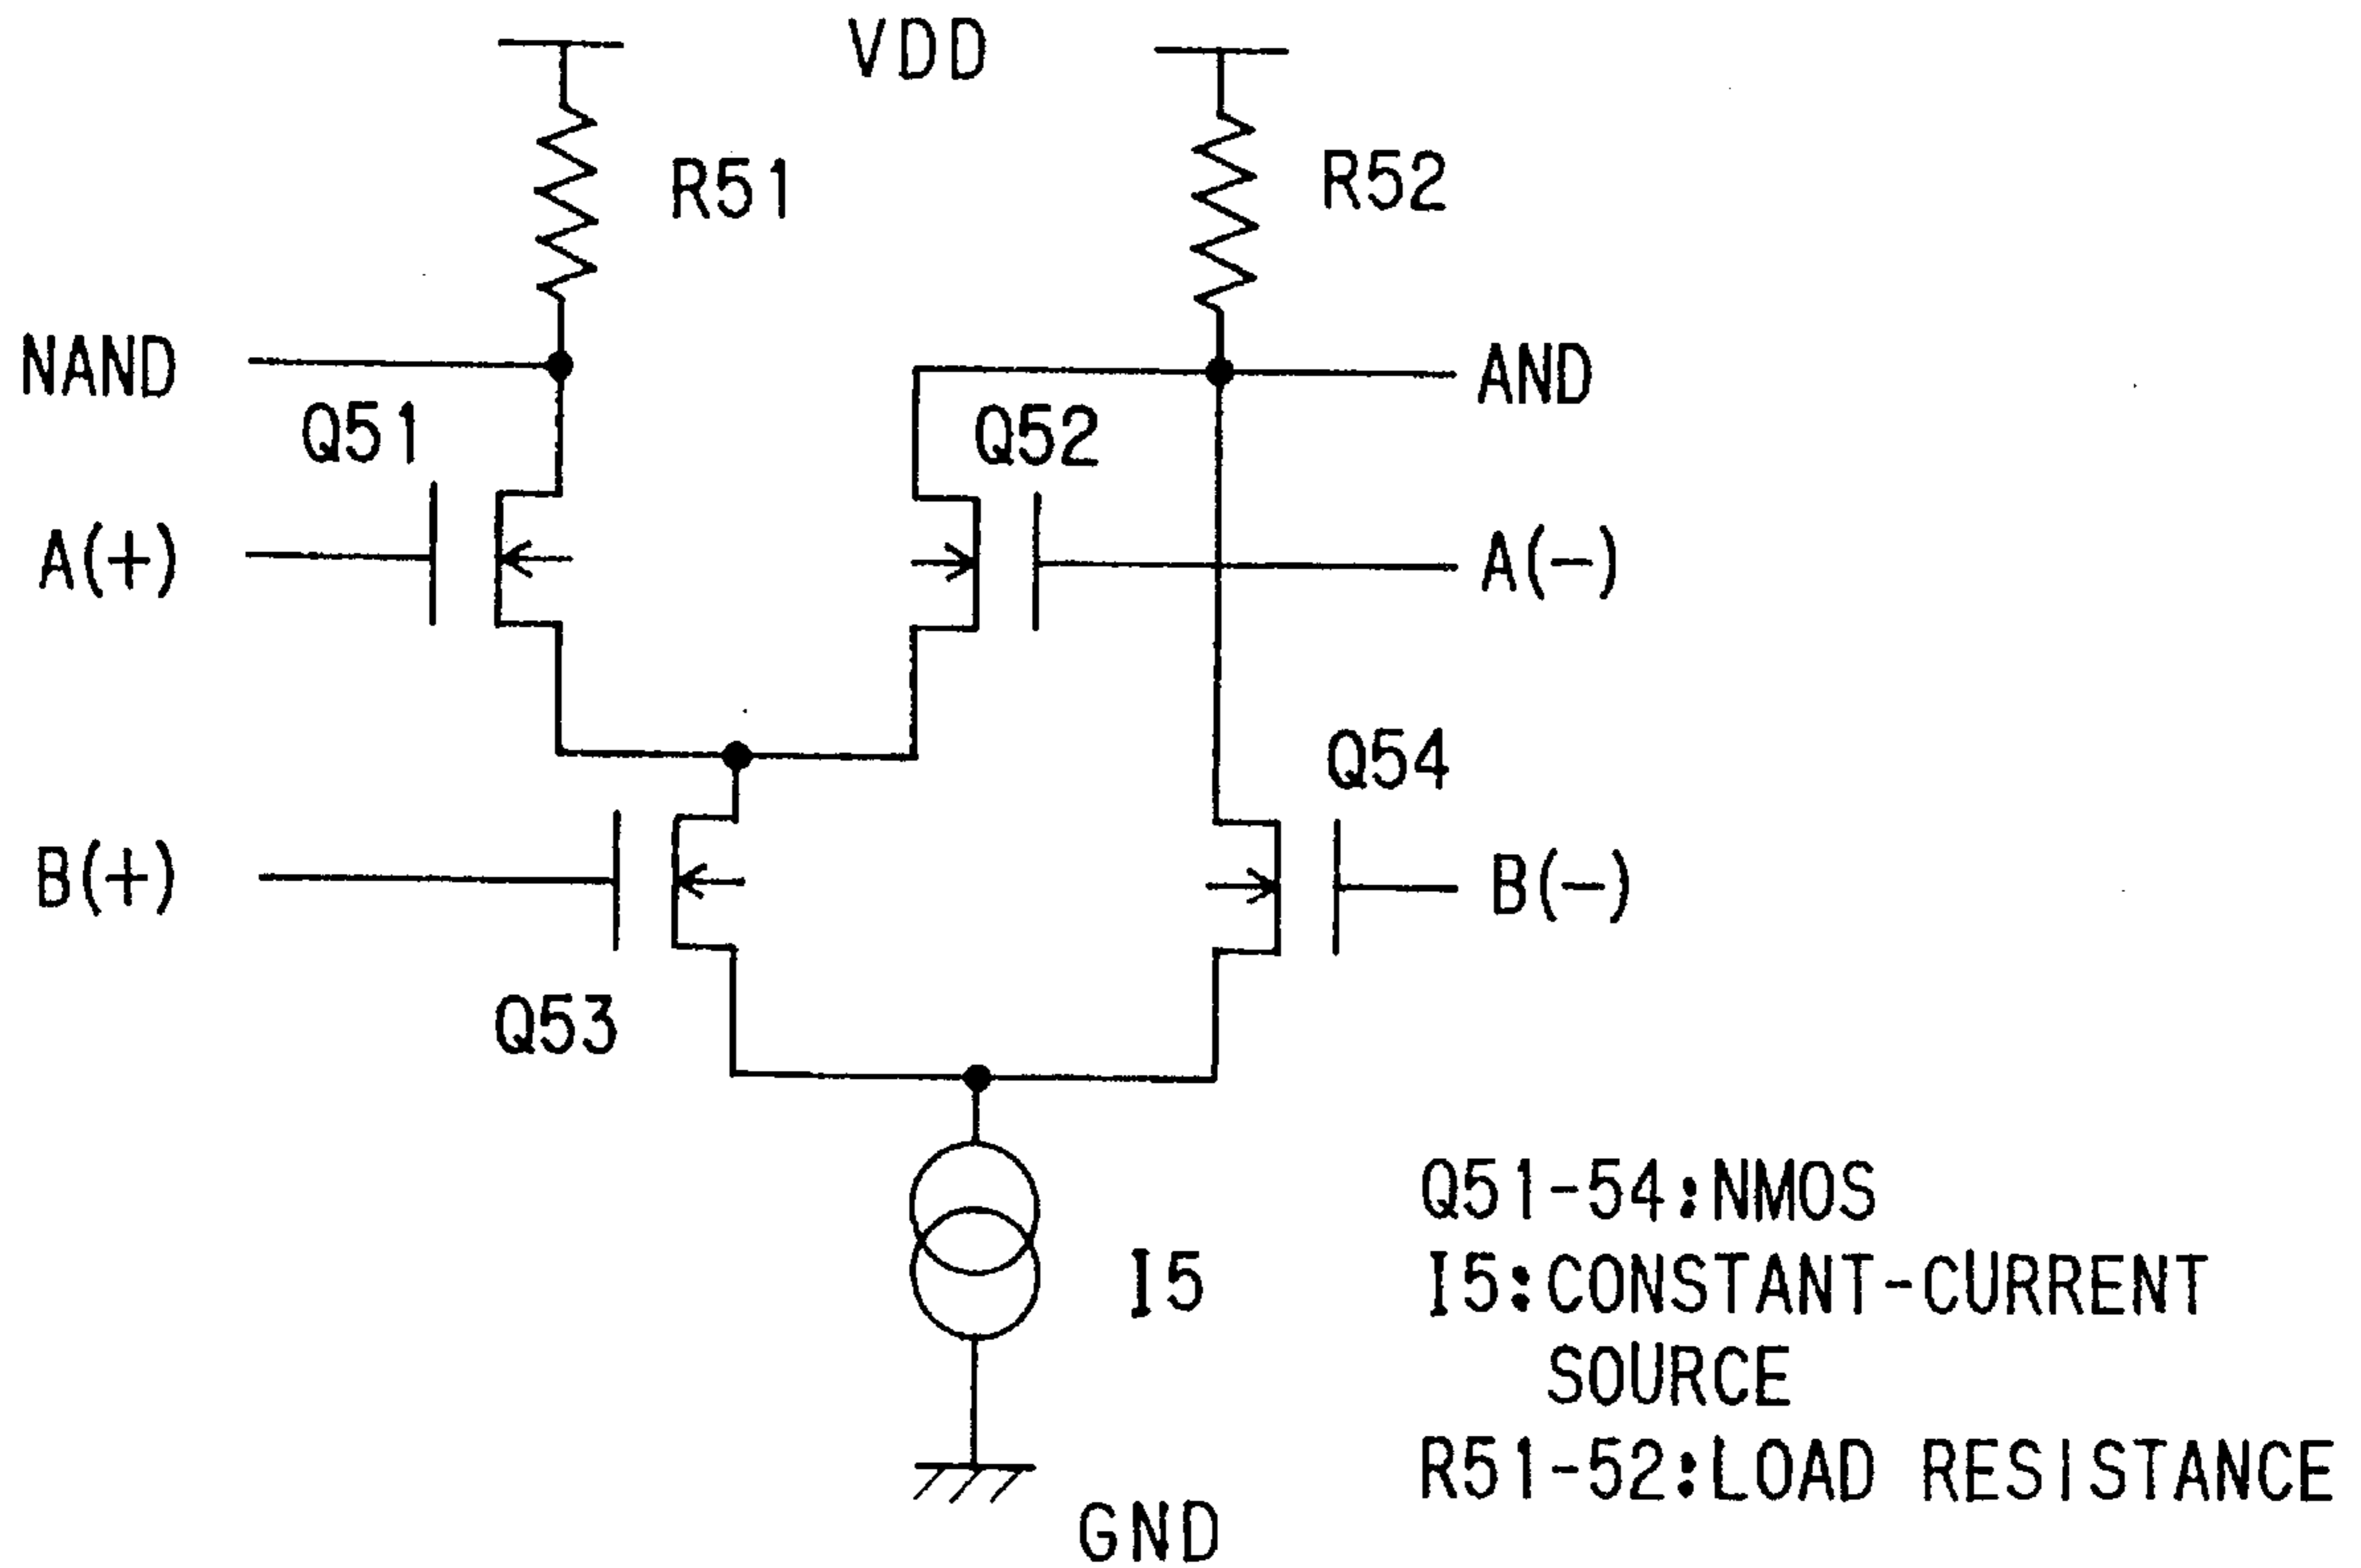 VDD
R51
R52
NAND
AND
Q51
Q52
A(+)
A(-)
Q54
B(+)
B(-)
Q53
I5
GND
Q51-54:NMOS
I5:CONSTANT-CURRENT
SOURCE
R51-52:LOAD RESISTANCE